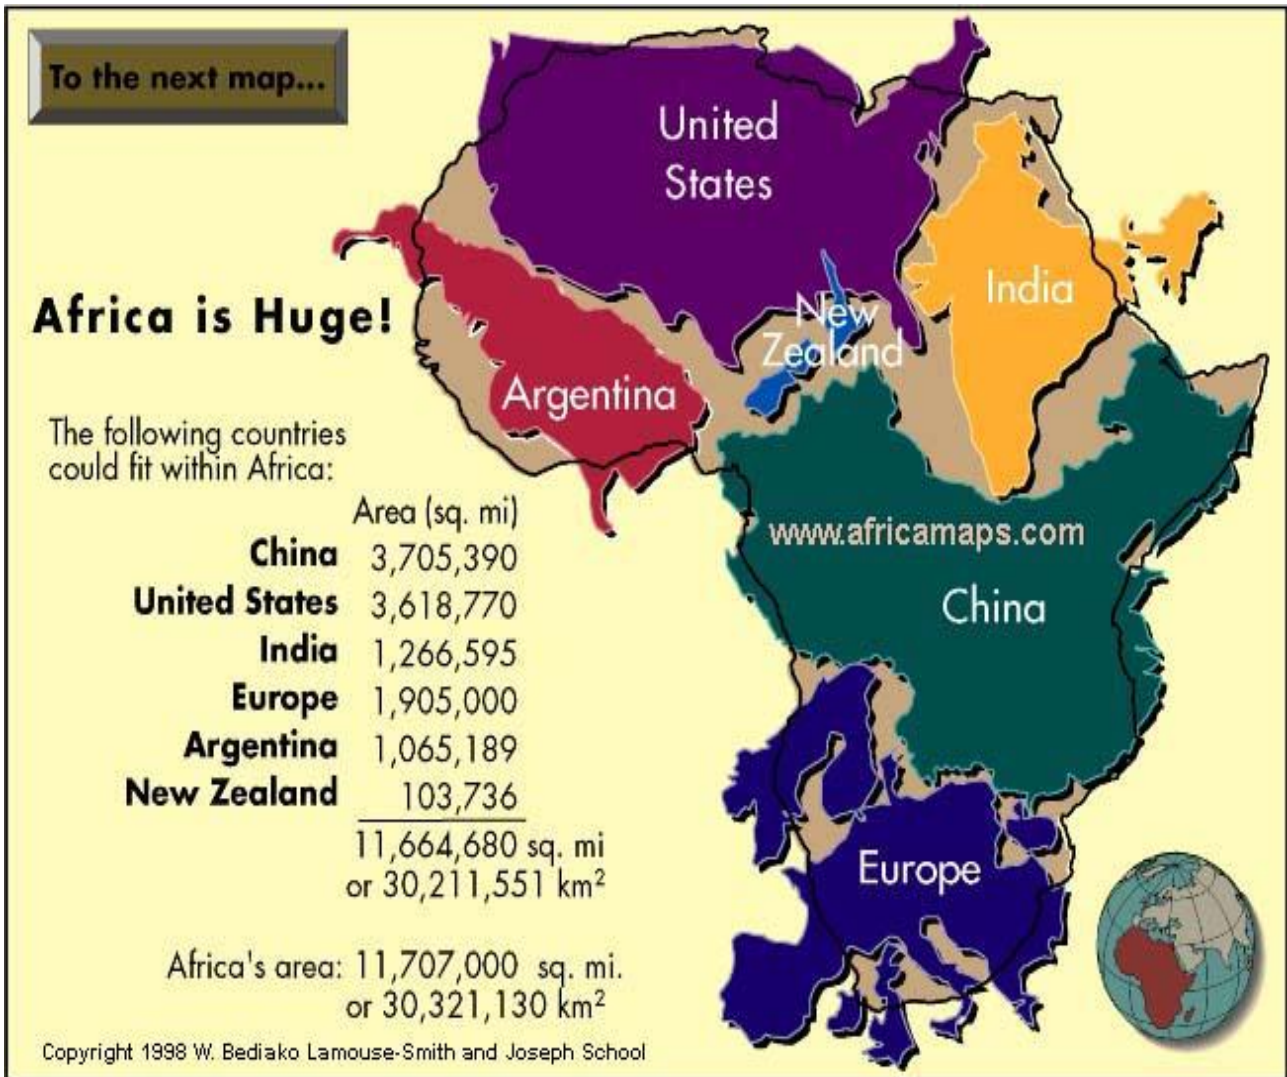 To the next map...
United
States
India
New
Zealand
Africa is Huge!
Argentina
The following countries
could fit within Africa:
Area (sq. mi)
China 3,705,390
United States 3,618,770
India 1,266,595
Europe 1,905,000
Argentina 1,065,189
New Zealand 103,736
11,664,680 sq. mi
or 30,211,551 km²
Africa's area: 11,707,000 sq. mi.
or 30,321,130 km²
www.africamaps.com
China
Europe
Copyright 1998 W. Bediako Lamouse-Smith and Joseph School